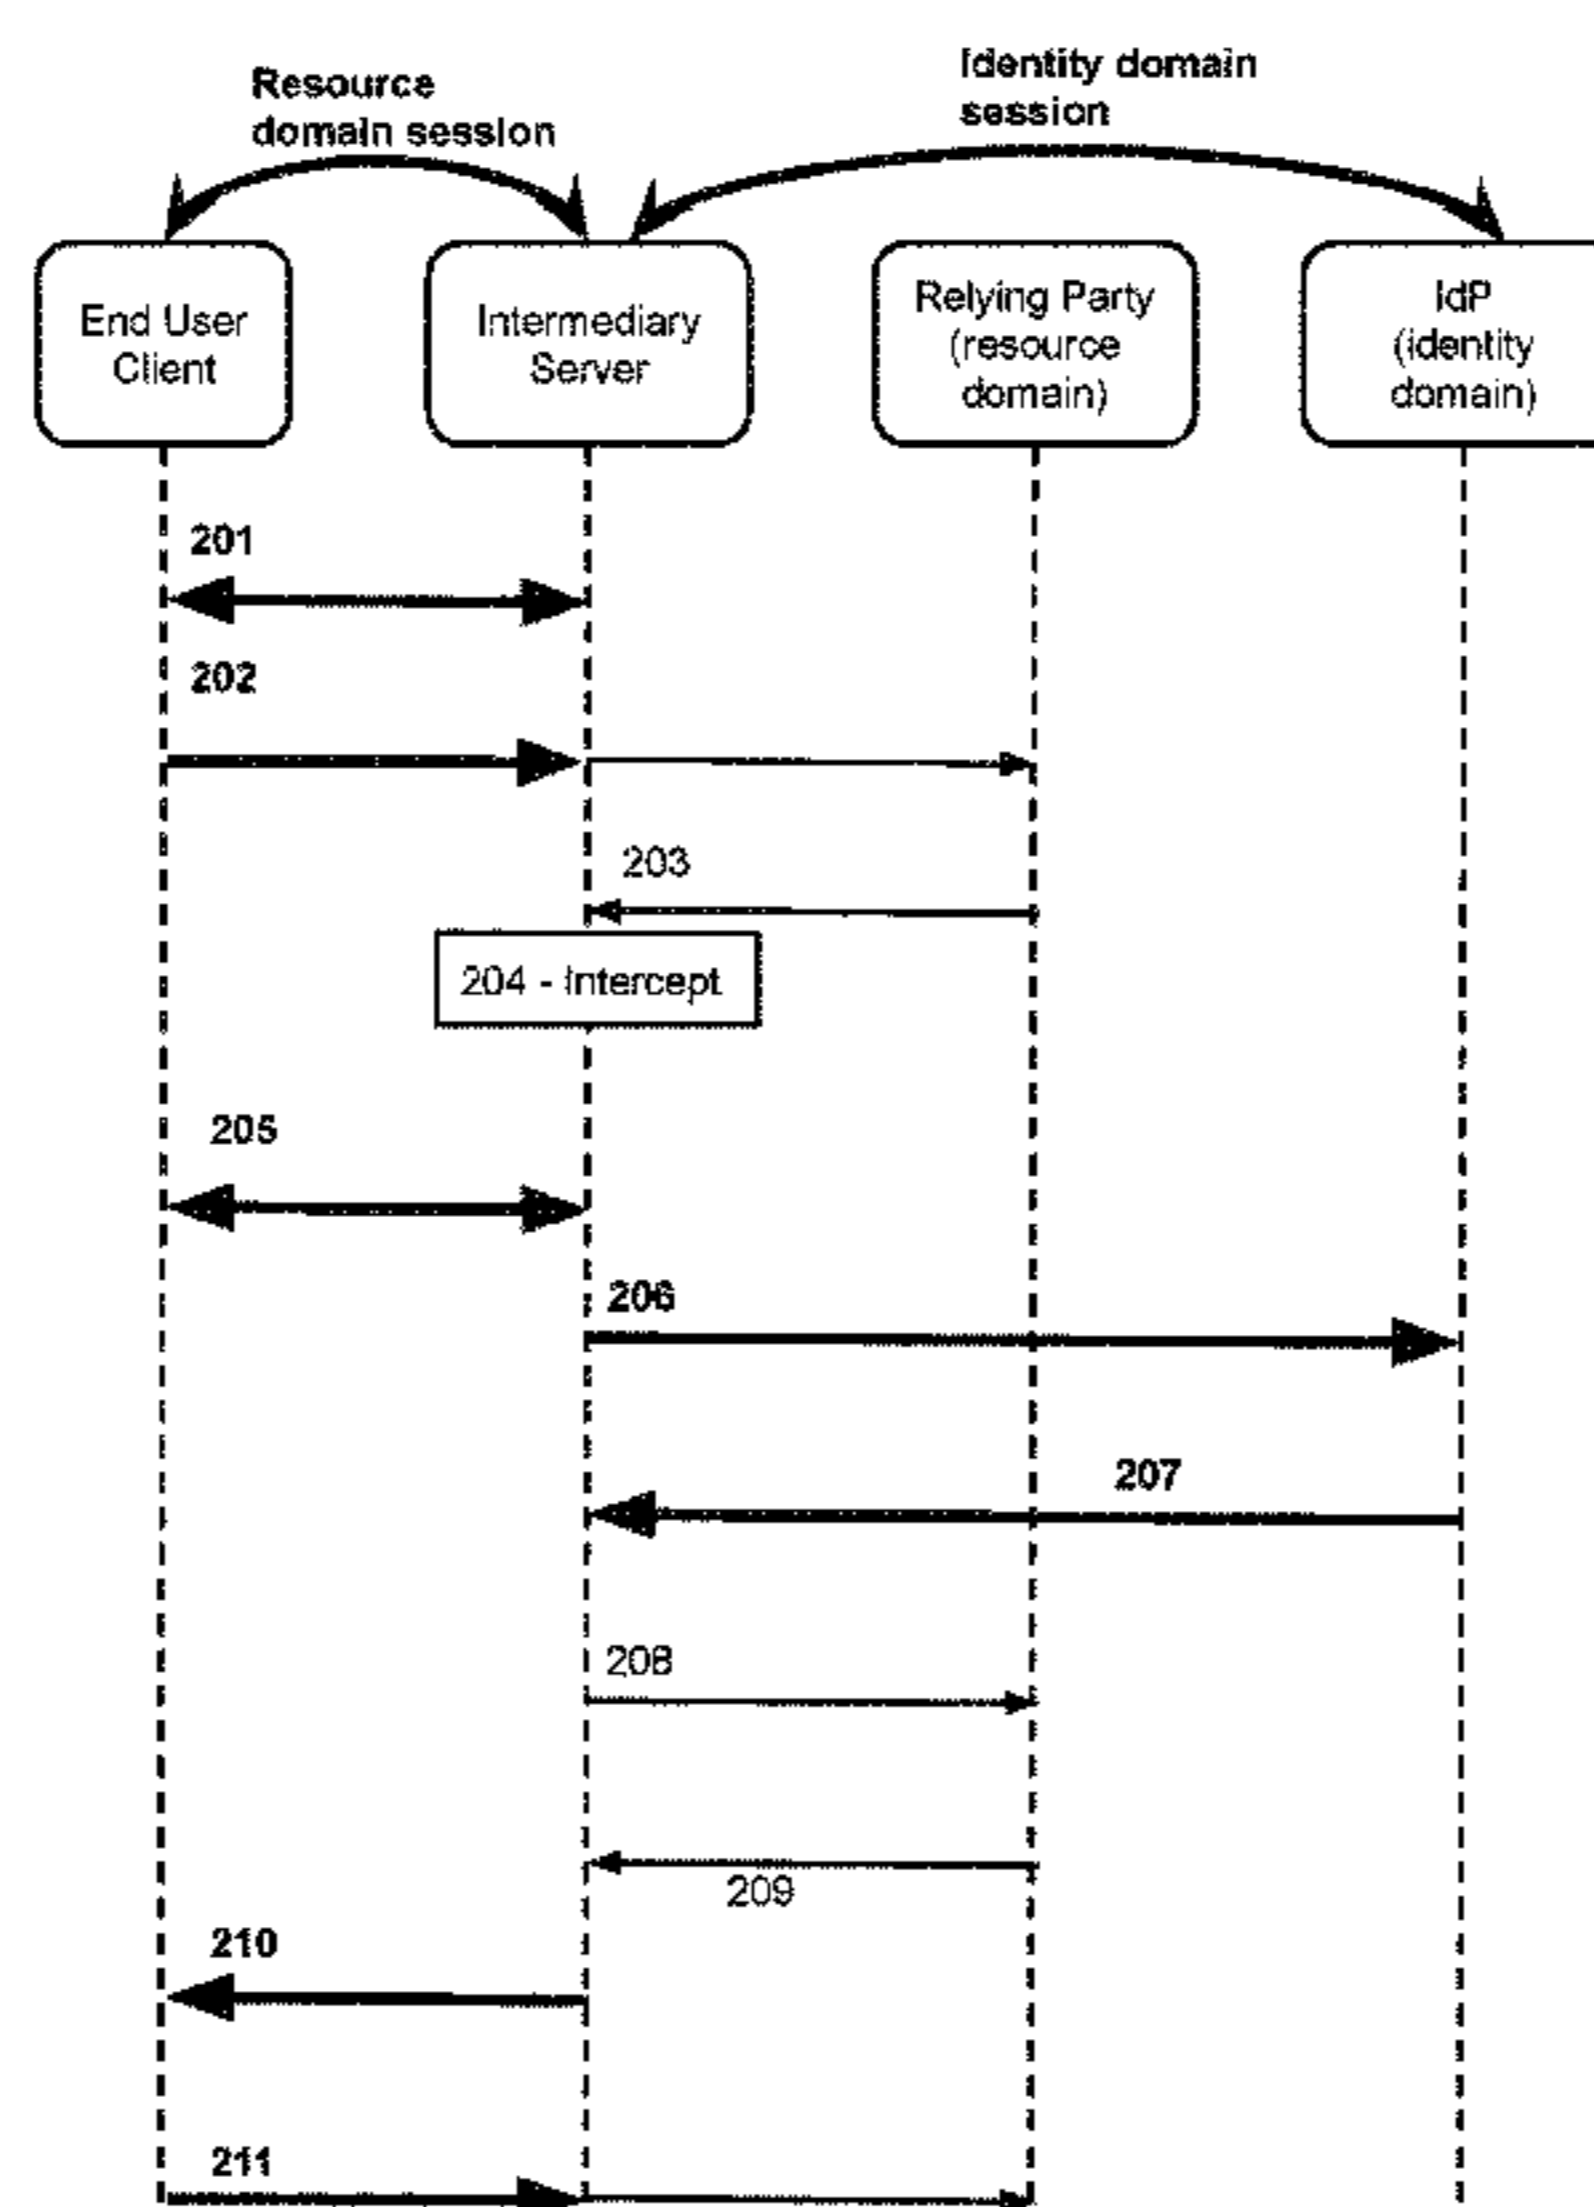 Resource
domain session
Identity domain
session
End User
Client
Intermediary
Server
Relying Party
(resource
domain)
IdP
(identity
domain)
201
202
203
204 - Intercept
205
206
207
208
209
210
211